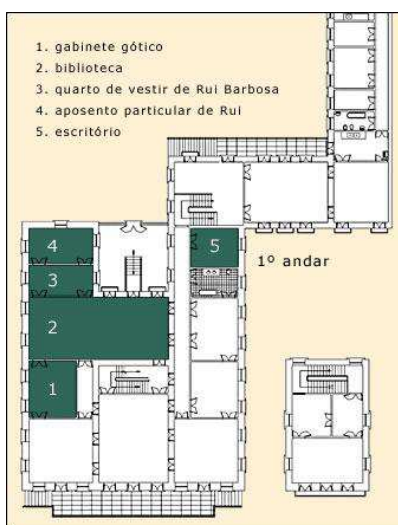 1. gabinete gótico
2. biblioteca
3. quarto de vestir de Rui Barbosa
4. aposento particular de Rui
5. escritório
4
5
1º andar
3
2
1